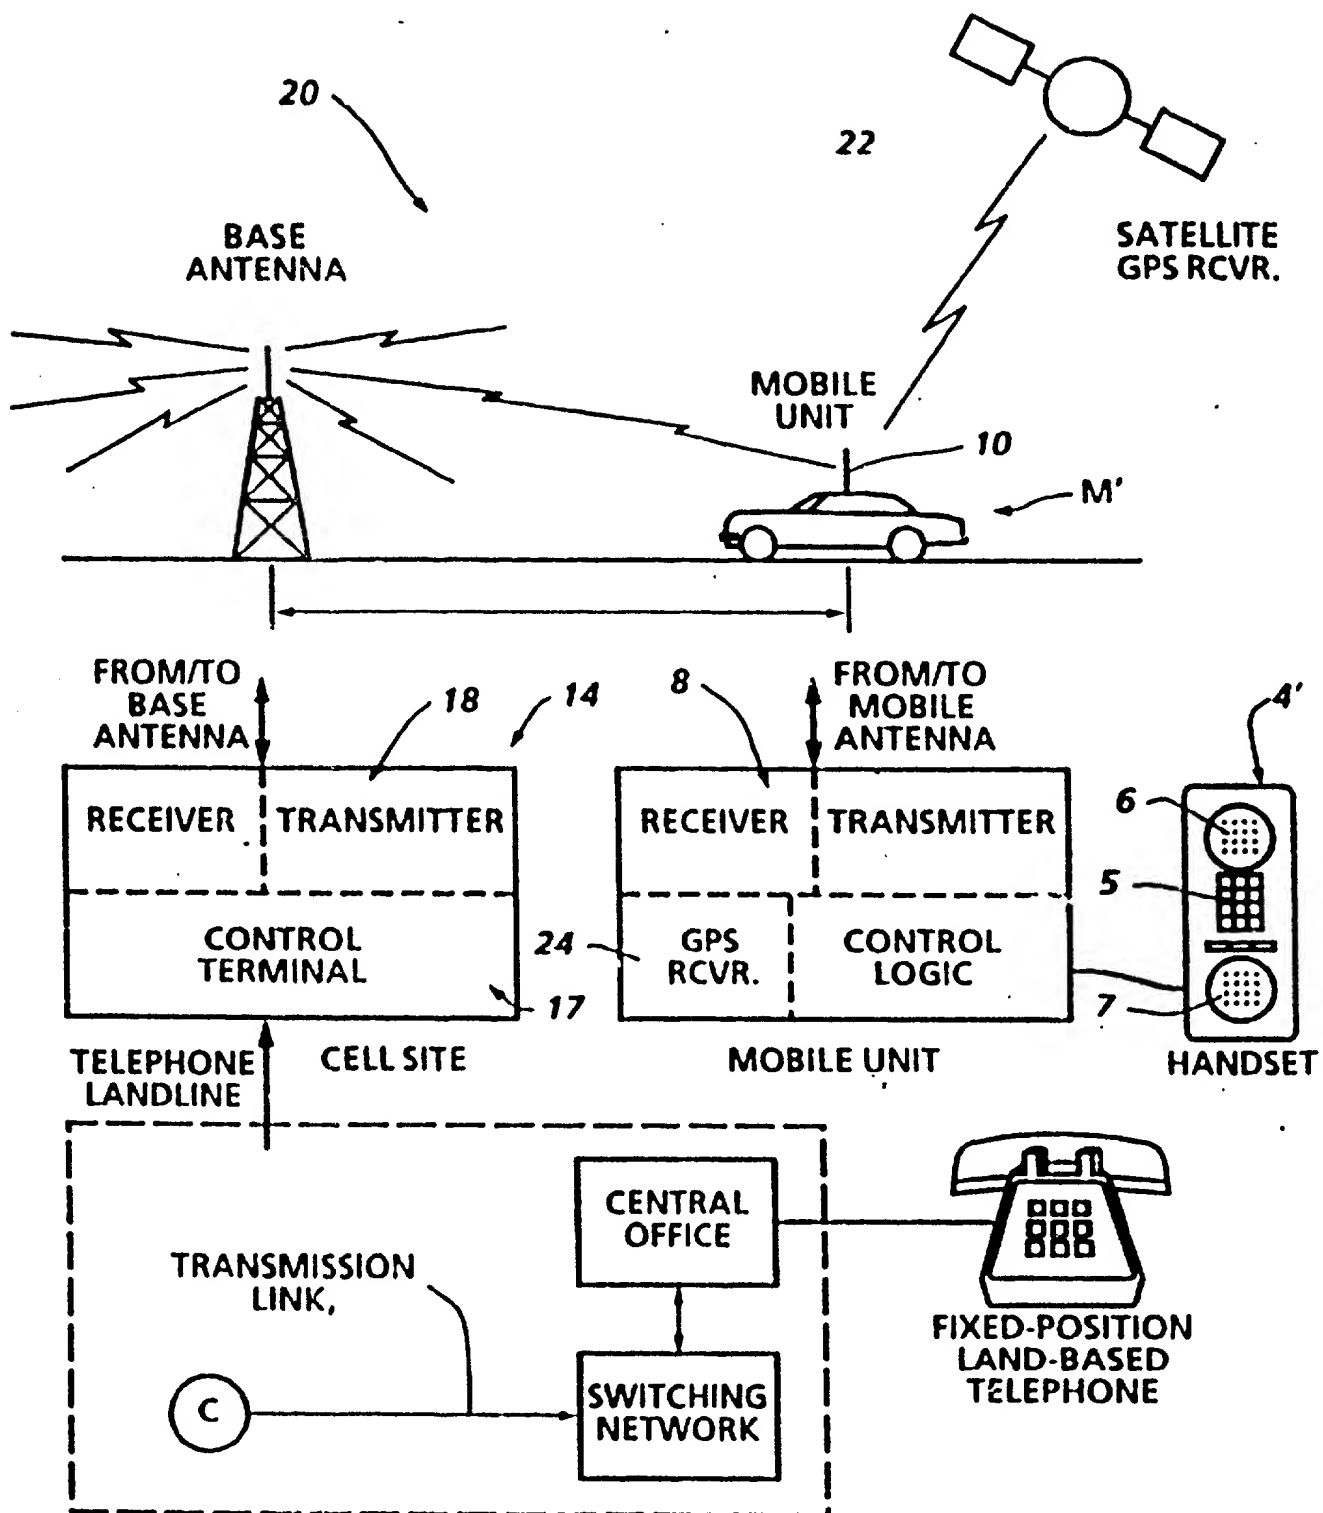 20
22
BASE
ANTENNA
SATELLITE
GPS RCVR.
MOBILE
UNIT
10
M'
FROM/TO
BASE
ANTENNA
18
14
8
FROM/TO
MOBILE
ANTENNA
4'
RECEIVER
TRANSMITTER
RECEIVER
TRANSMITTER
6
5
CONTROL
TERMINAL
24
GPS
RCVR.
CONTROL
LOGIC
17
7
TELEPHONE
LANDLINE
CELL SITE
MOBILE UNIT
HANDSET
CENTRAL
OFFICE
TRANSMISSION
LINK,
C
SWITCHING
NETWORK
FIXED-POSITION
LAND-BASED
TELEPHONE